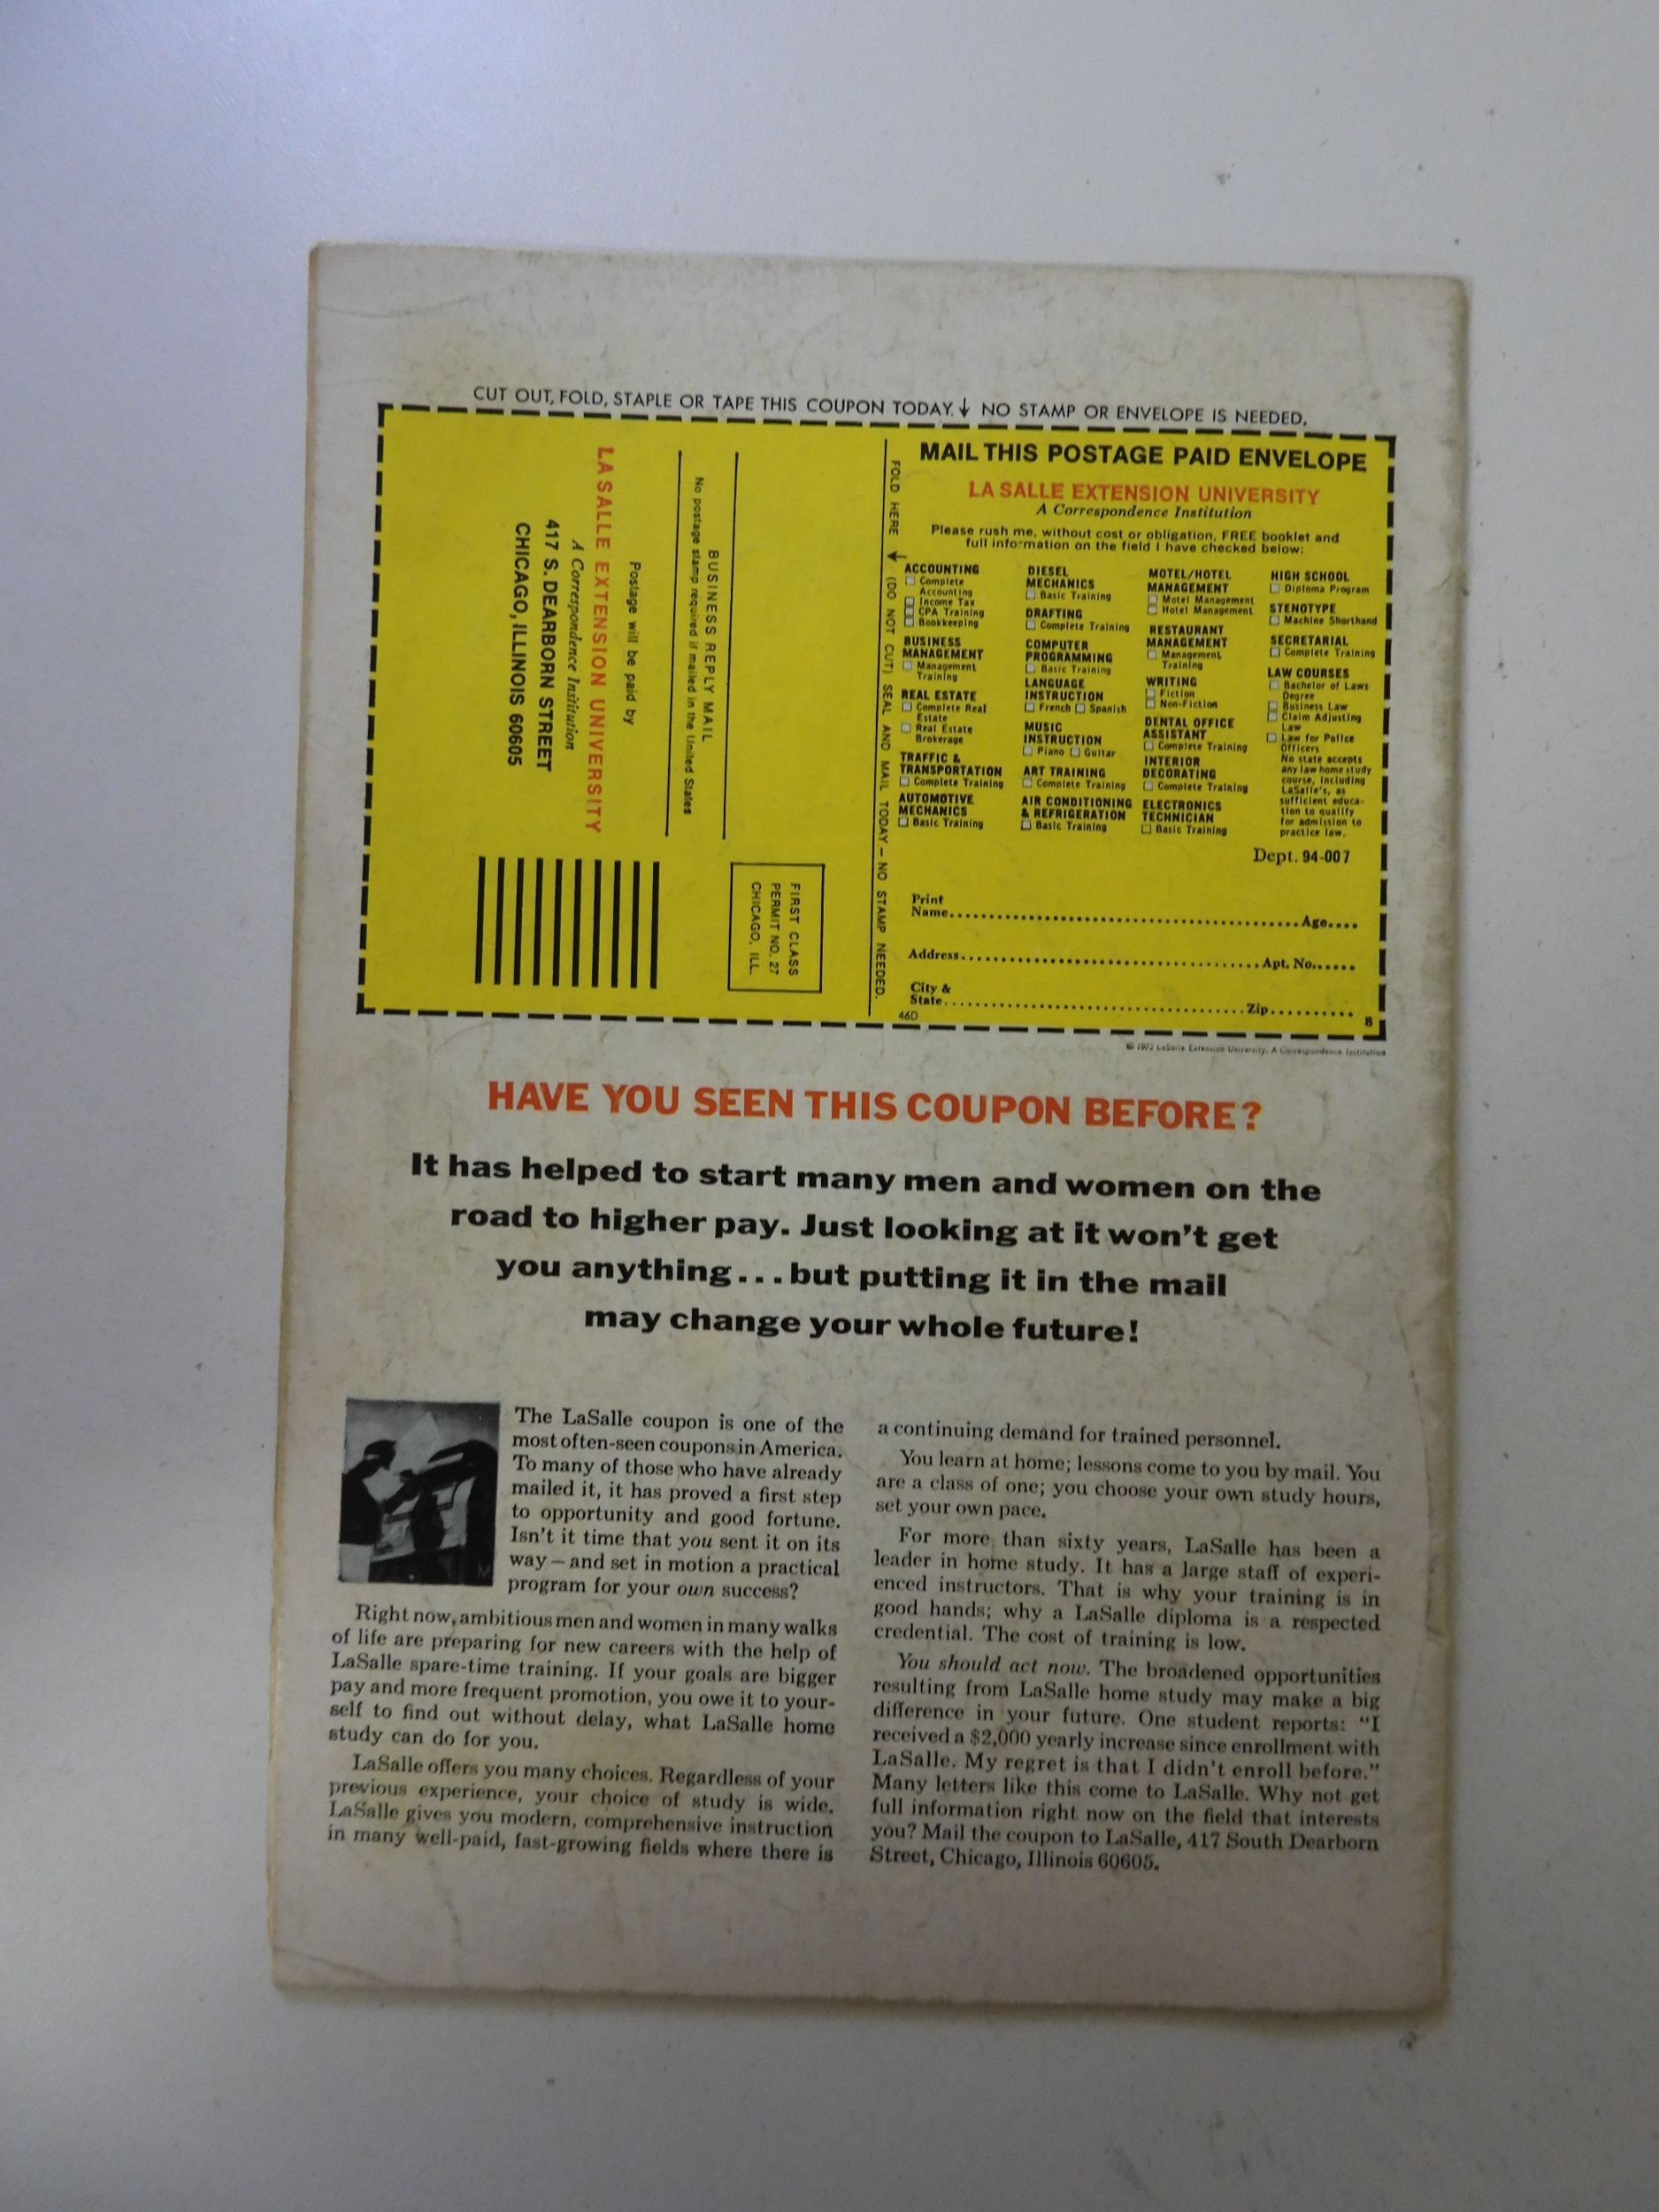 CUT OUT, FOLD, STAPLE OR TAPE THIS COUPON TODAY. ↓ NO STAMP OR ENVELOPE IS NEEDED.
BUSINESS REPLY MAIL
No postage stamp required if mailed in the United States
Postage will be paid by
LA SALLE EXTENSION UNIVERSITY
A Correspondence Institution
417 S. DEARBORN STREET
CHICAGO, ILLINOIS 60605
FIRST CLASS
PERMIT NO. 27
CHICAGO, ILL.
FOLD HERE ↓ (DO NOT CUT) SEAL AND MAIL TODAY — NO STAMP NEEDED.
MAIL THIS POSTAGE PAID ENVELOPE
LA SALLE EXTENSION UNIVERSITY
A Correspondence Institution
Please rush me, without cost or obligation, FREE booklet and
full information on the field I have checked below:
ACCOUNTING
☐ Complete
Accounting
☐ Income Tax
☐ CPA Training
☐ Bookkeeping
BUSINESS
MANAGEMENT
☐ Management
Training
REAL ESTATE
☐ Complete Real
Estate
☐ Real Estate
Brokerage
TRAFFIC &
TRANSPORTATION
☐ Complete Training
AUTOMOTIVE
MECHANICS
☐ Basic Training
DIESEL
MECHANICS
☐ Basic Training
DRAFTING
☐ Complete Training
COMPUTER
PROGRAMMING
☐ Basic Training
LANGUAGE
INSTRUCTION
☐ French ☐ Spanish
MUSIC
INSTRUCTION
☐ Piano ☐ Guitar
ART TRAINING
☐ Complete Training
AIR CONDITIONING
& REFRIGERATION
☐ Basic Training
MOTEL/HOTEL
MANAGEMENT
☐ Motel Management
☐ Hotel Management
RESTAURANT
MANAGEMENT
☐ Management
Training
WRITING
☐ Fiction
☐ Non-Fiction
DENTAL OFFICE
ASSISTANT
☐ Complete Training
INTERIOR
DECORATING
☐ Complete Training
ELECTRONICS
TECHNICIAN
☐ Basic Training
HIGH SCHOOL
☐ Diploma Program
STENOTYPE
☐ Machine Shorthand
SECRETARIAL
☐ Complete Training
LAW COURSES
☐ Bachelor of Laws
Degree
☐ Business Law
☐ Claim Adjusting
Law
☐ Law for Police
Officers
No state accepts
any law home study
course, including
LaSalle's, as
sufficient educa-
tion to qualify
for admission to
practice law.
Dept. 94-007
Print
Name........ Age....
Address........ Apt. No......
City &
State........ Zip..........
46D
8
© 1972 LaSalle Extension University, A Correspondence Institution
HAVE YOU SEEN THIS COUPON BEFORE?
It has helped to start many men and women on the
road to higher pay. Just looking at it won't get
you anything...but putting it in the mail
may change your whole future!
The LaSalle coupon is one of the
most often-seen coupons in America.
To many of those who have already
mailed it, it has proved a first step
to opportunity and good fortune.
Isn't it time that you sent it on its
way — and set in motion a practical
program for your own success?
Right now, ambitious men and women in many walks
of life are preparing for new careers with the help of
LaSalle spare-time training. If your goals are bigger
pay and more frequent promotion, you owe it to your-
self to find out without delay, what LaSalle home
study can do for you.
LaSalle offers you many choices. Regardless of your
previous experience, your choice of study is wide.
LaSalle gives you modern, comprehensive instruction
in many well-paid, fast-growing fields where there is
a continuing demand for trained personnel.
You learn at home; lessons come to you by mail. You
are a class of one; you choose your own study hours,
set your own pace.
For more than sixty years, LaSalle has been a
leader in home study. It has a large staff of experi-
enced instructors. That is why your training is in
good hands; why a LaSalle diploma is a respected
credential. The cost of training is low.
You should act now. The broadened opportunities
resulting from LaSalle home study may make a big
difference in your future. One student reports: "I
received a $2,000 yearly increase since enrollment with
LaSalle. My regret is that I didn't enroll before."
Many letters like this come to LaSalle. Why not get
full information right now on the field that interests
you? Mail the coupon to LaSalle, 417 South Dearborn
Street, Chicago, Illinois 60605.